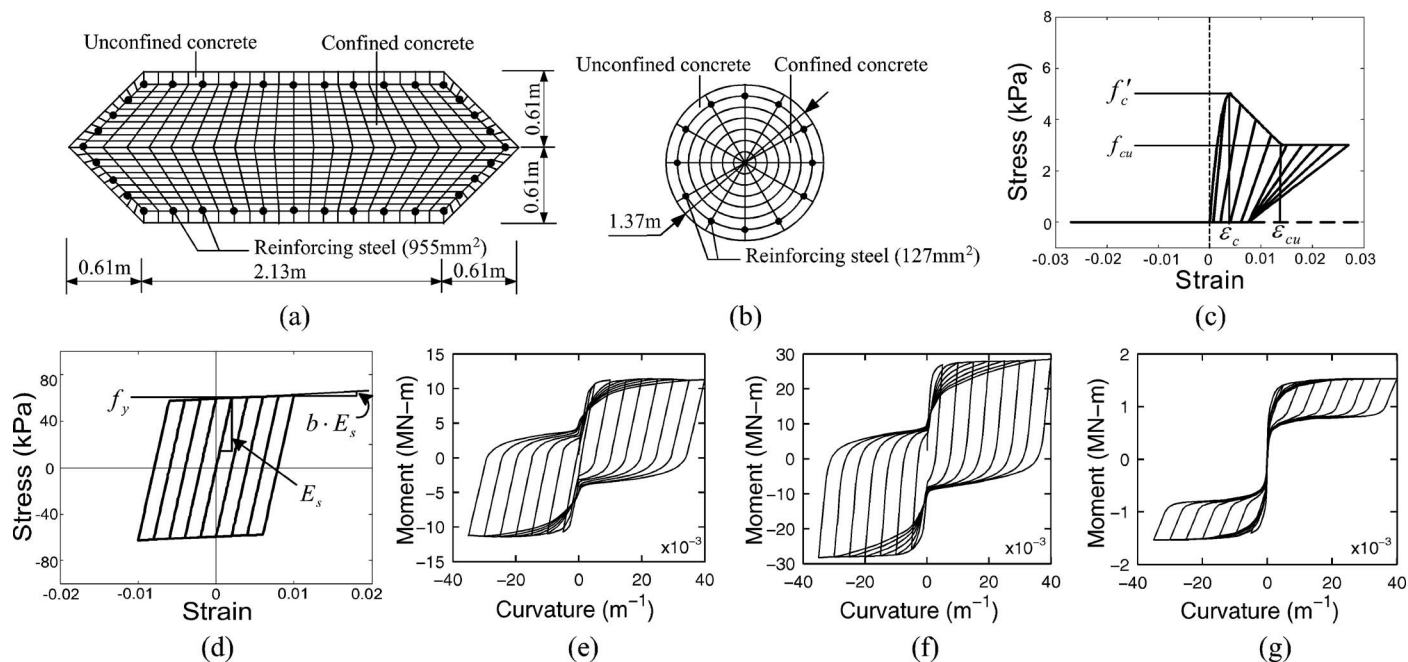 Unconfined concrete
Confined concrete
0.61m
0.61m
Reinforcing steel (955mm²)
0.61m
2.13m
0.61m
(a)
Unconfined concrete
Confined concrete
1.37m
Reinforcing steel (127mm²)
(b)
Stress (kPa)
8
6
4
2
0
f'c
fcu
εc
εcu
-0.03
-0.02
-0.01
0
0.01
0.02
0.03
Strain
(c)
Stress (kPa)
80
40
0
-40
-80
fy
b · Es
Es
-0.02
-0.01
0
0.01
0.02
Strain
(d)
Moment (MN−m)
15
10
5
0
−5
−10
−15
x10⁻³
−40
−20
0
20
40
Curvature (m⁻¹)
(e)
Moment (MN−m)
30
20
10
0
−10
−20
−30
x10⁻³
−40
−20
0
20
40
Curvature (m⁻¹)
(f)
Moment (MN−m)
2
1
0
−1
−2
x10⁻³
−40
−20
0
20
40
Curvature (m⁻¹)
(g)